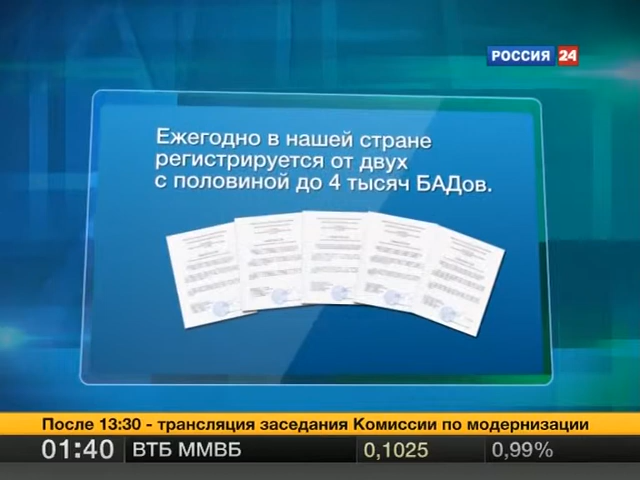 РОССИЯ 24
Ежегодно в нашей стране
регистрируется от двух
с половиной до 4 тысяч БАДов.
После 13:30 - трансляция заседания Комиссии по модернизации
01:40 ВТБ ММВБ 0,1025 0,99%